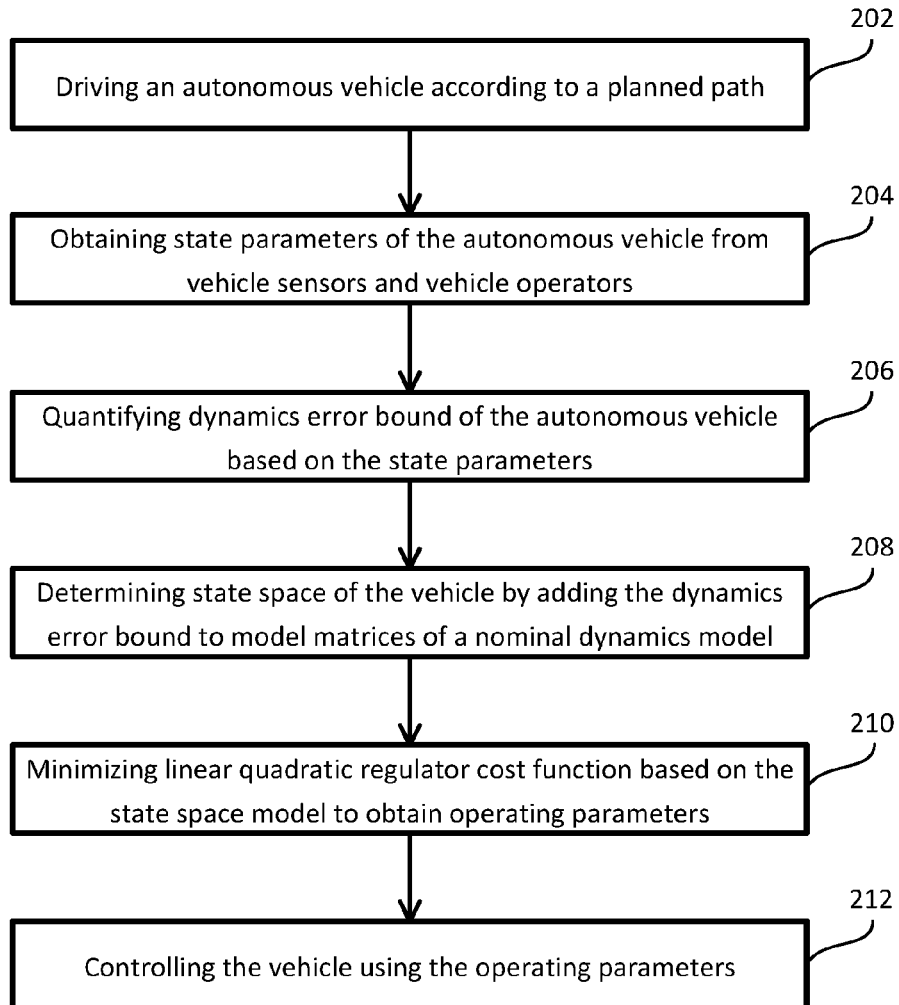 202
Driving an autonomous vehicle according to a planned path
204
Obtaining state parameters of the autonomous vehicle from
vehicle sensors and vehicle operators
206
Quantifying dynamics error bound of the autonomous vehicle
based on the state parameters
208
Determining state space of the vehicle by adding the dynamics
error bound to model matrices of a nominal dynamics model
210
Minimizing linear quadratic regulator cost function based on the
state space model to obtain operating parameters
212
Controlling the vehicle using the operating parameters